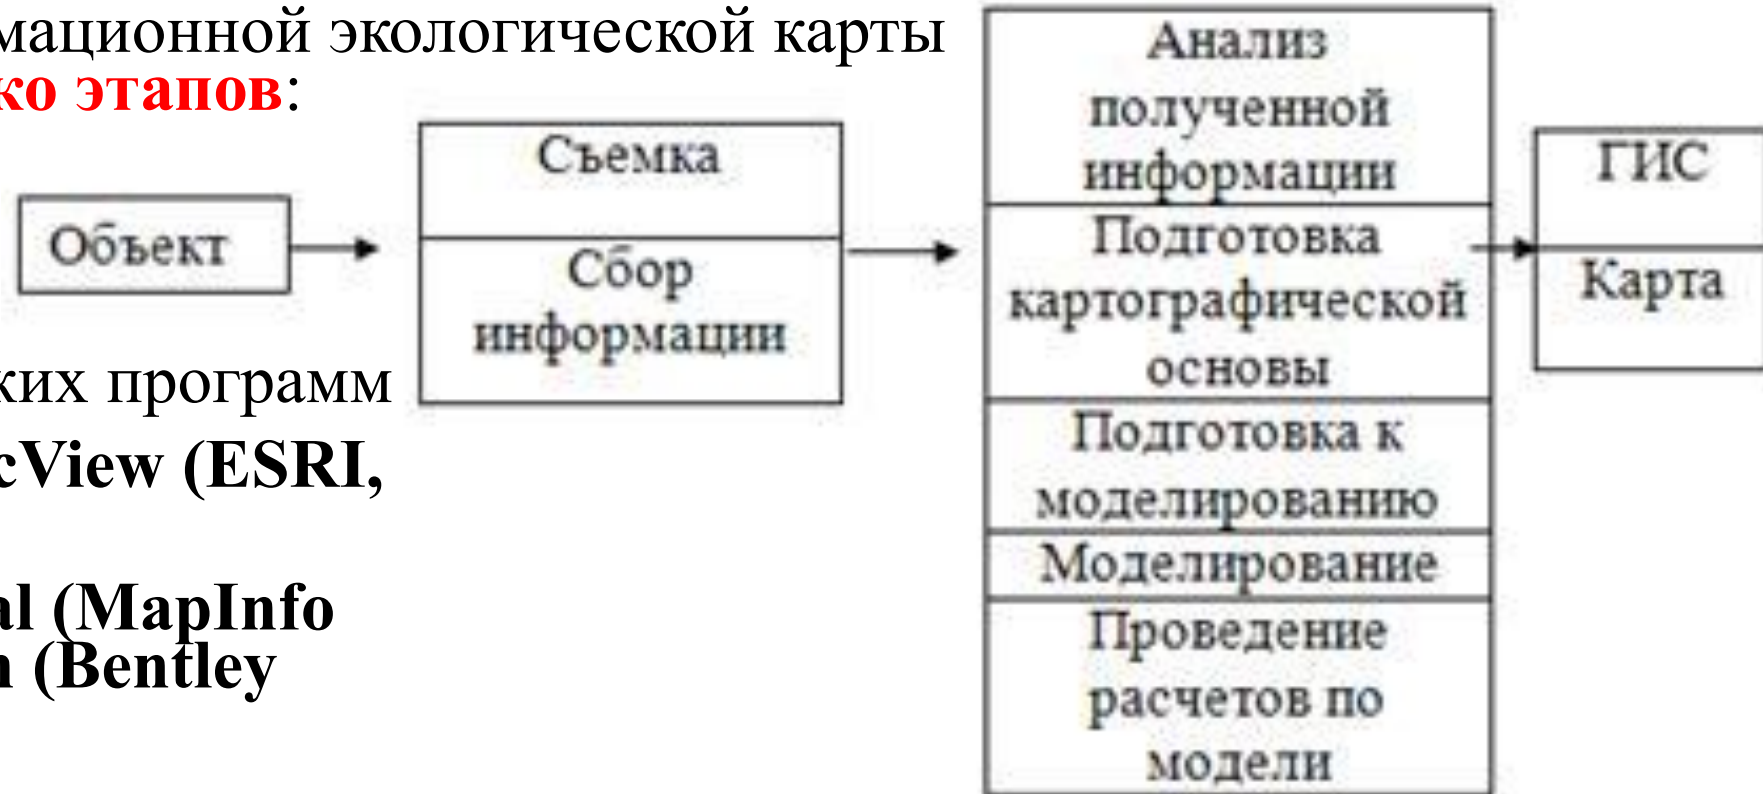 мационной экологической карты
ко этапов:
Объект
Съемка
Сбор
информации
Анализ
полученной
информации
Подготовка
картографической
основы
Подготовка к
моделированию
Моделирование
Проведение
расчетов по
модели
ГИС
Карта
ких программ
cView (ESRI,
al (MapInfo
n (Bentley